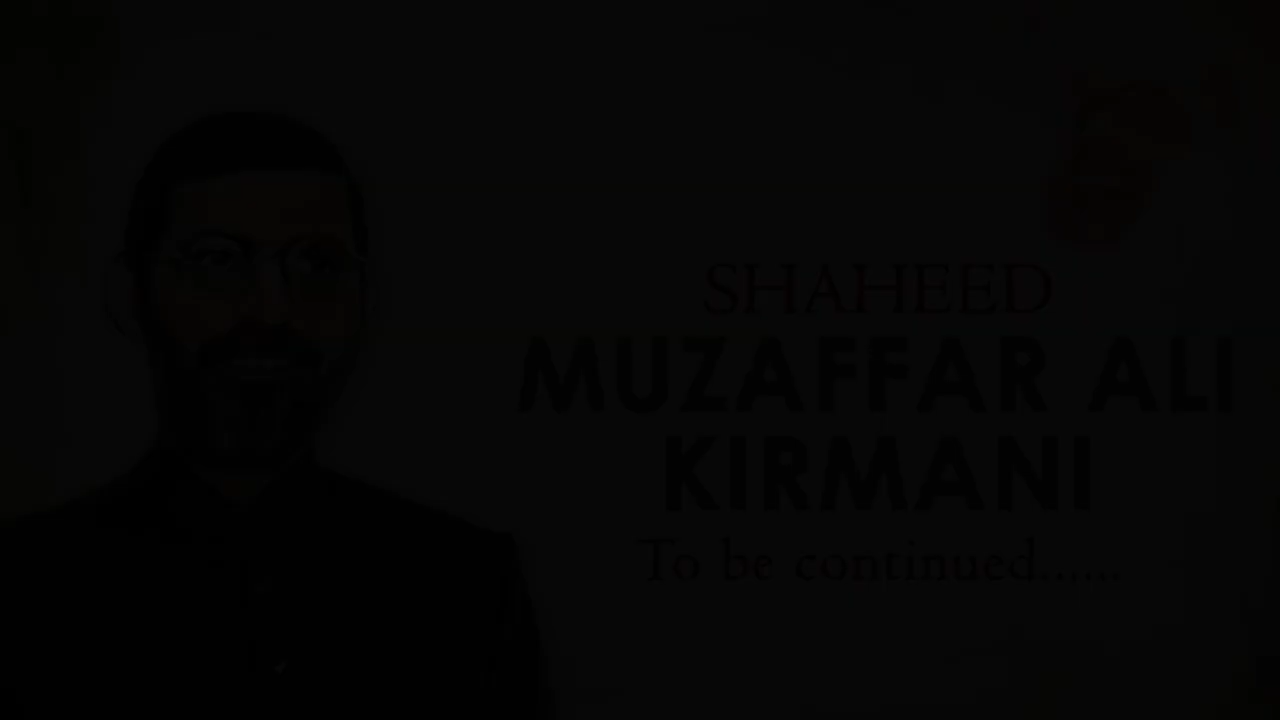 SHAHEED
MUZAFFAR ALI
KIRMANI
To be continued......